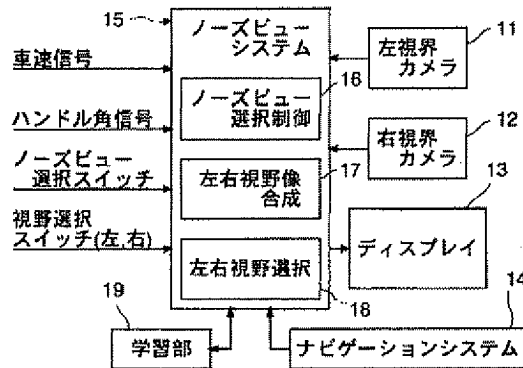 15
ノーズビュー
システム
車速信号
ハンドル角信号
ノーズビュー
選択スイッチ
視野選択
スイッチ(左,右)
ノーズビュー
選択制御
16
左右視野像
合成
17
左右視野選択
18
左視界
カメラ
11
右視界
カメラ
12
13
ディスプレイ
14
ナビゲーションシステム
19
学習部